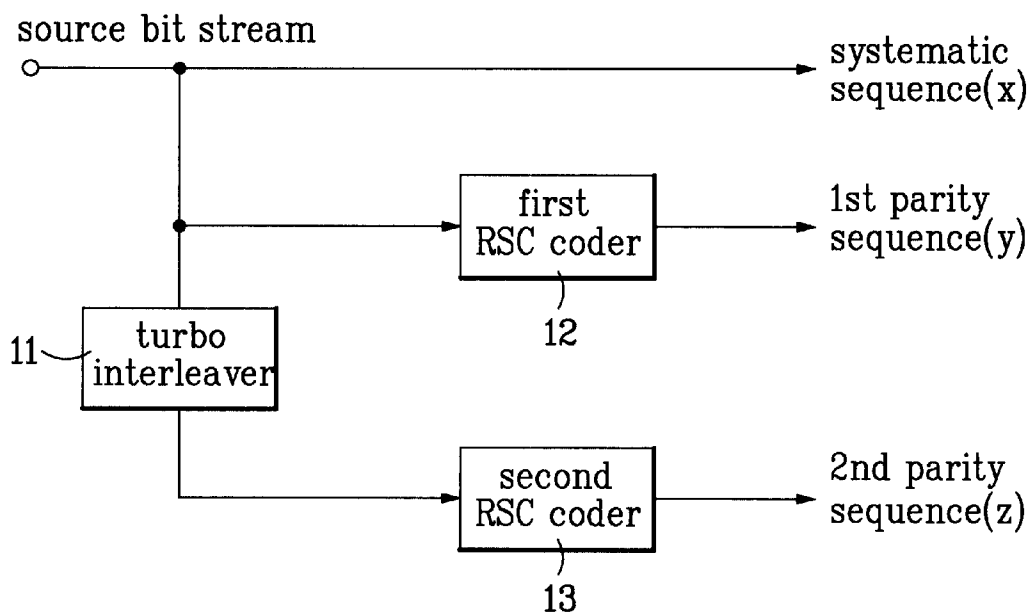 source bit stream
systematic
sequence(x)
first
RSC coder
1st parity
sequence(y)
12
11
turbo
interleaver
second
RSC coder
2nd parity
sequence(z)
13